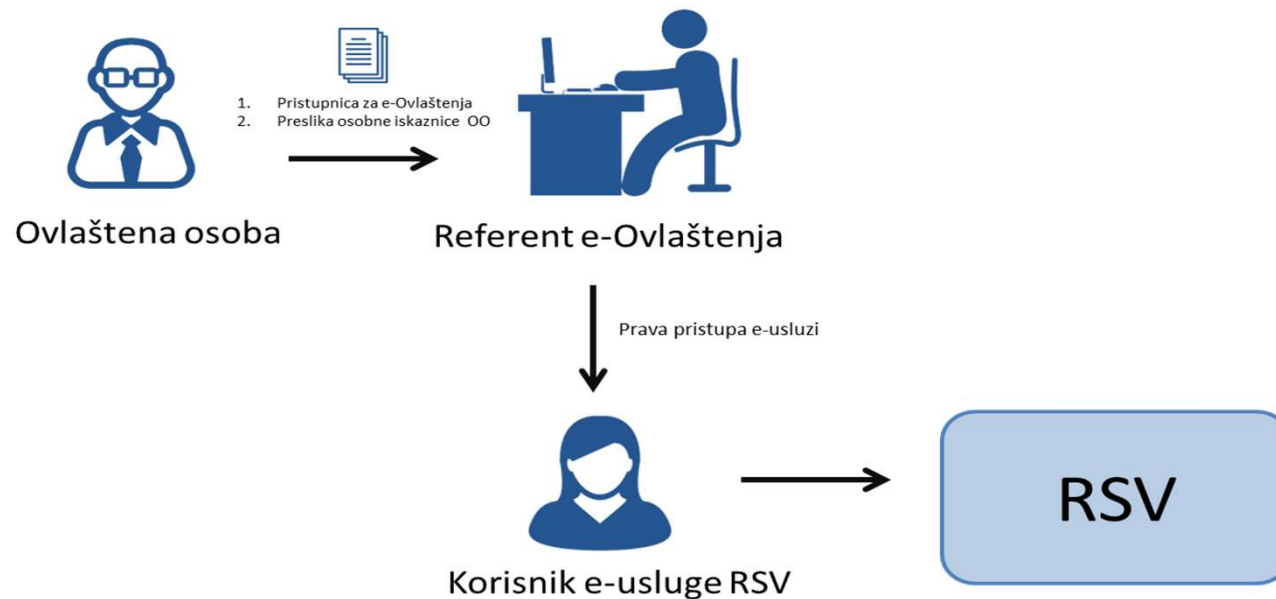 1. Pristupnica za e-Ovlaštenja
2. Preslika osobne iskaznice OO
Ovlaštena osoba
Referent e-Ovlaštenja
Prava pristupa e-usluzi
Korisnik e-usluge RSV
RSV